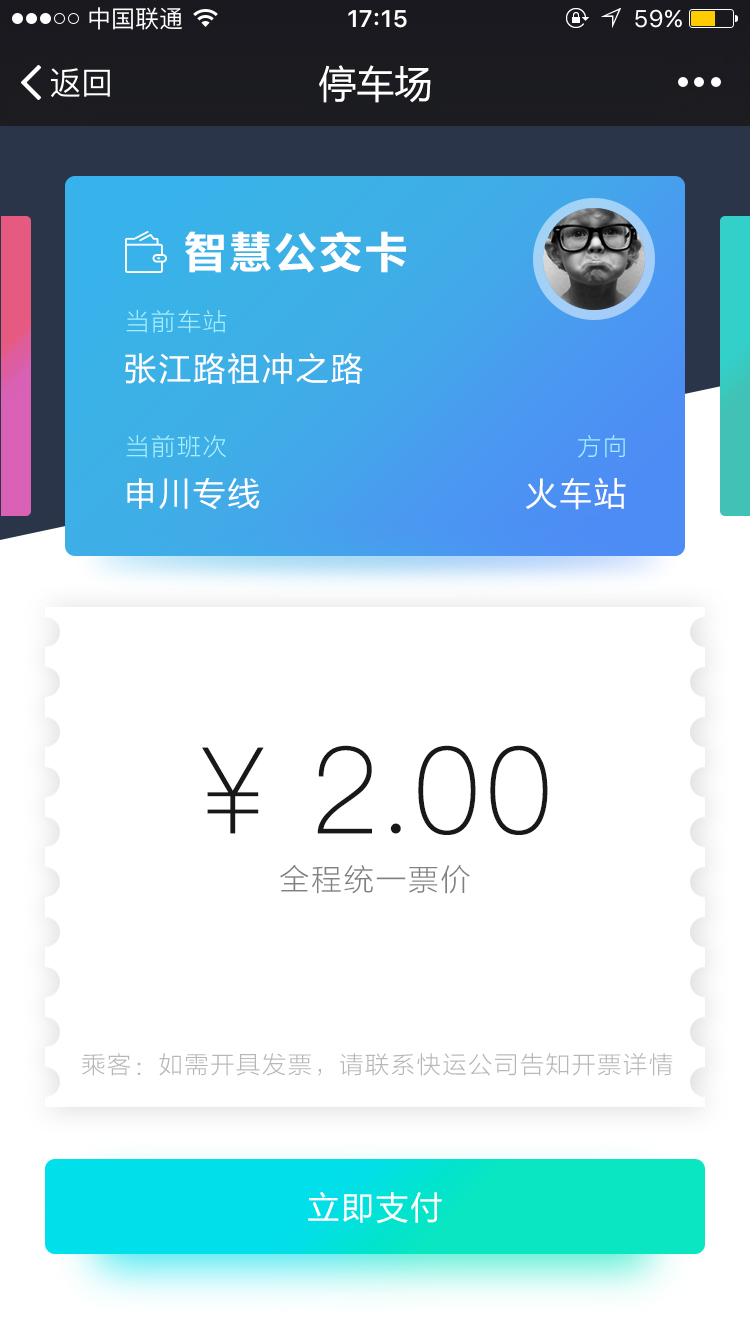 中国联通 17:15 59%
返回 停车场
智慧公交卡
当前车站
张江路祖冲之路
当前班次 方向
申川专线 火车站
¥ 2.00
全程统一票价
乘客：如需开具发票，请联系快运公司告知开票详情
立即支付